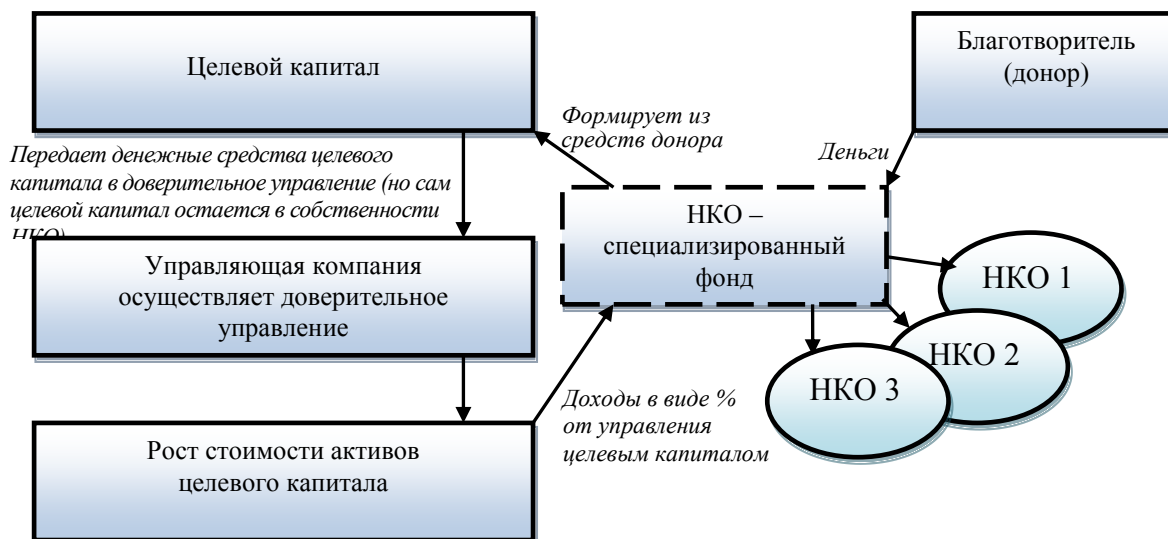 Целевой капитал
Благотворитель
(донор)
Формирует из
средств донора
Деньги
Передает денежные средства целевого
капитала в доверительное управление (но сам
целевой капитал остается в собственности
НКО)
НКО –
специализированный
фонд
Управляющая компания
осуществляет доверительное
управление
НКО 1
НКО 2
НКО 3
Доходы в виде %
от управления
целевым капиталом
Рост стоимости активов
целевого капитала